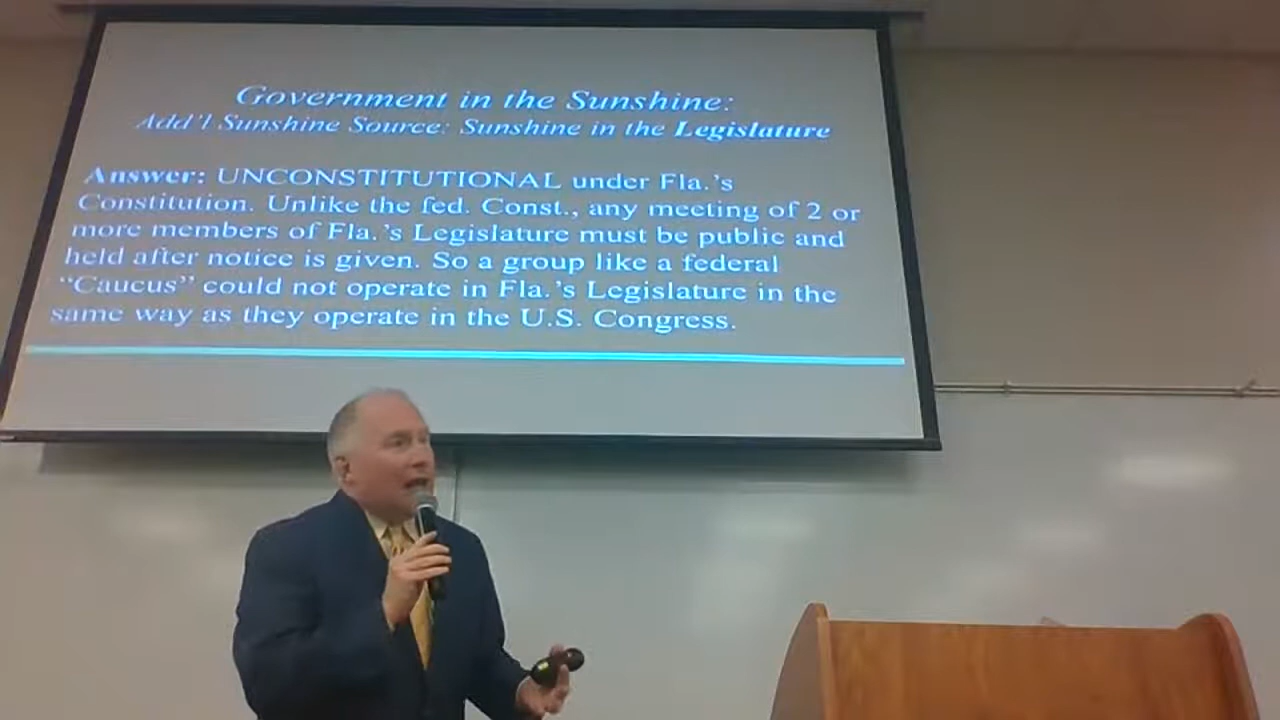 Government in the Sunshine:
Add'l Sunshine Source: Sunshine in the Legislature
Answer: UNCONSTITUTIONAL under Fla.'s
Constitution. Unlike the fed. Const., any meeting of 2 or
more members of Fla.'s Legislature must be public and
held after notice is given. So a group like a federal
"Caucus" could not operate in Fla.'s Legislature in the
same way as they operate in the U.S. Congress.